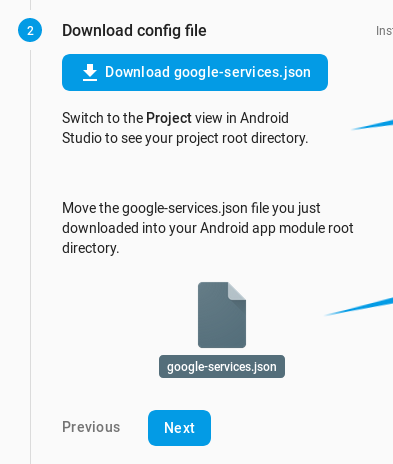 2 Download config file Inst
Download google-services.json
Switch to the Project view in Android
Studio to see your project root directory.
Move the google-services.json file you just
downloaded into your Android app module root
directory.
google-services.json
Previous Next